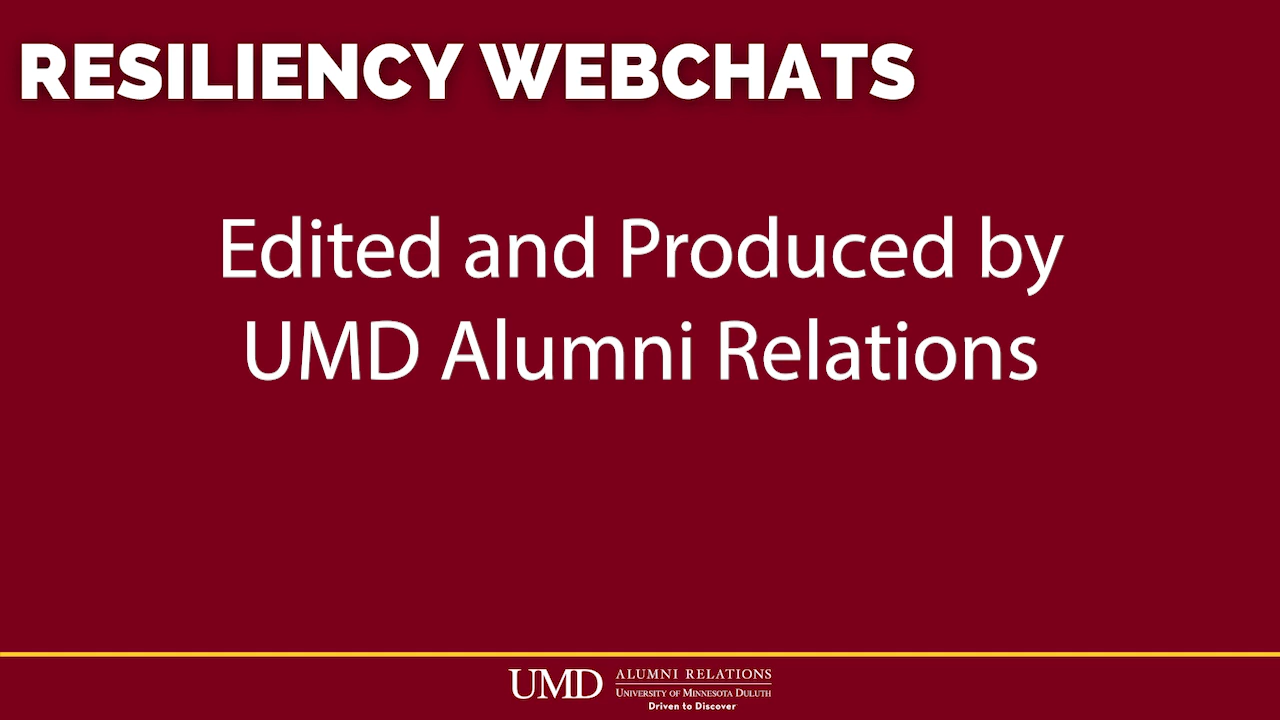 RESILIENCY WEBCHATS
Edited and Produced by
UMD Alumni Relations
UMD
ALUMNI RELATIONS
UNIVERSITY OF MINNESOTA DULUTH
Driven to Discover